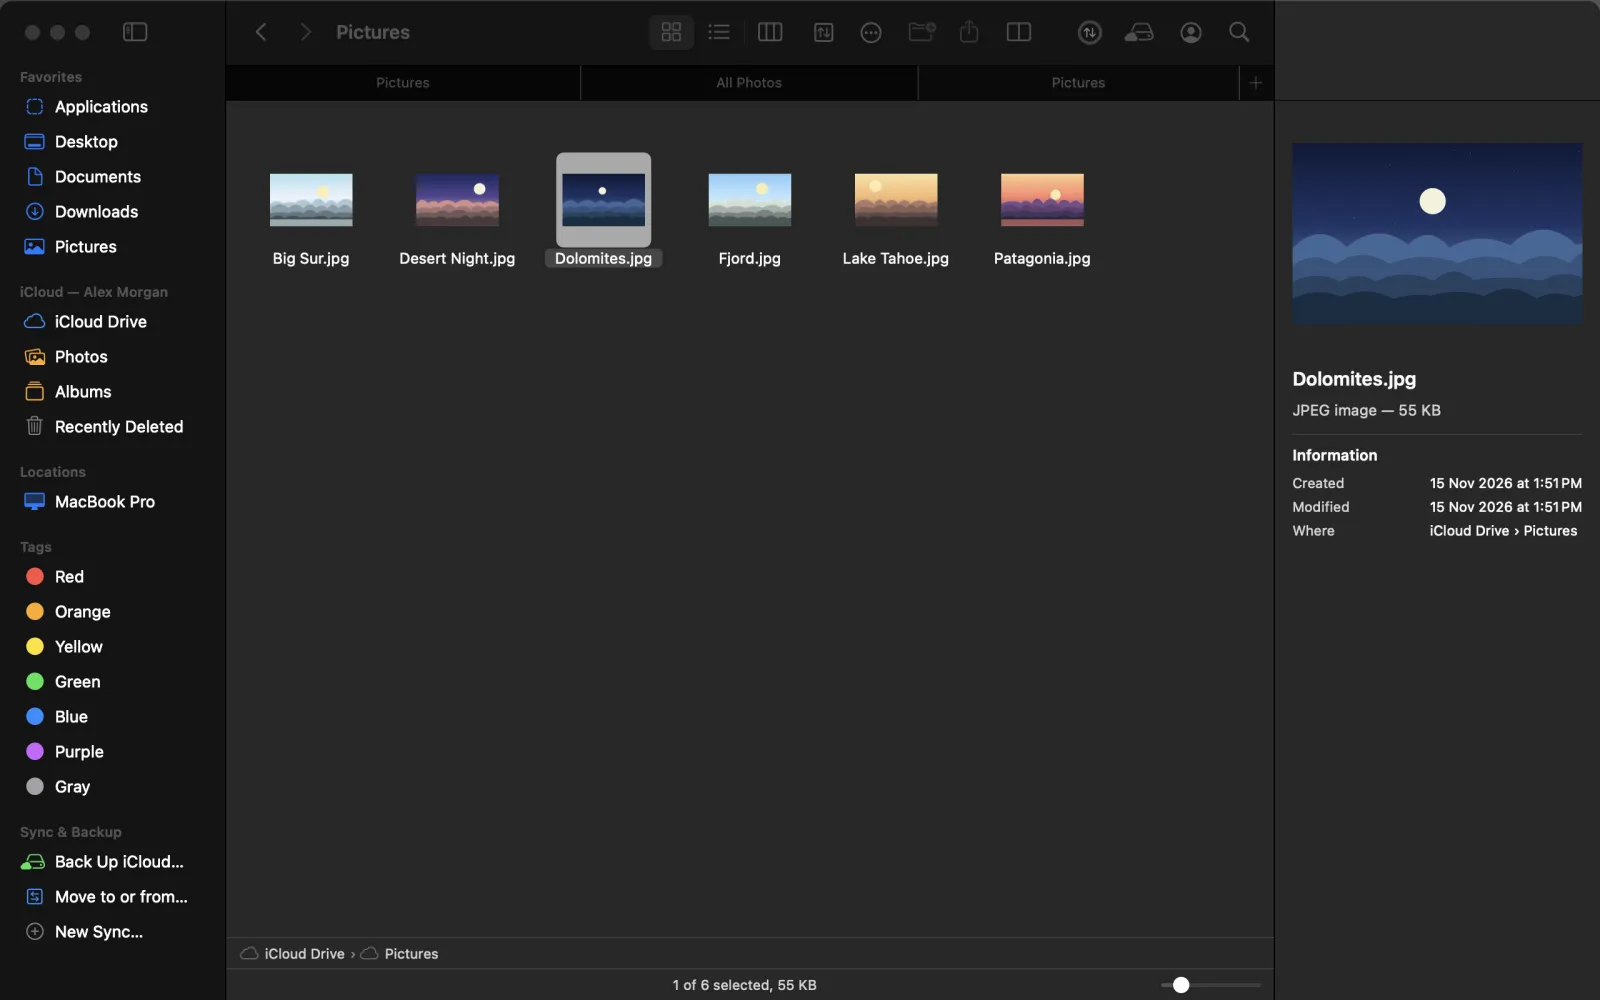 Pictures
Pictures
All Photos
Pictures
Favorites
Applications
Desktop
Documents
Downloads
Pictures
iCloud — Alex Morgan
iCloud Drive
Photos
Albums
Recently Deleted
Locations
MacBook Pro
Tags
Red
Orange
Yellow
Green
Blue
Purple
Gray
Sync & Backup
Back Up iCloud...
Move to or from...
New Sync...
Big Sur.jpg
Desert Night.jpg
Dolomites.jpg
Fjord.jpg
Lake Tahoe.jpg
Patagonia.jpg
iCloud Drive › Pictures
1 of 6 selected, 55 KB
Dolomites.jpg
JPEG image — 55 KB
Information
Created 15 Nov 2026 at 1:51 PM
Modified 15 Nov 2026 at 1:51 PM
Where iCloud Drive › Pictures